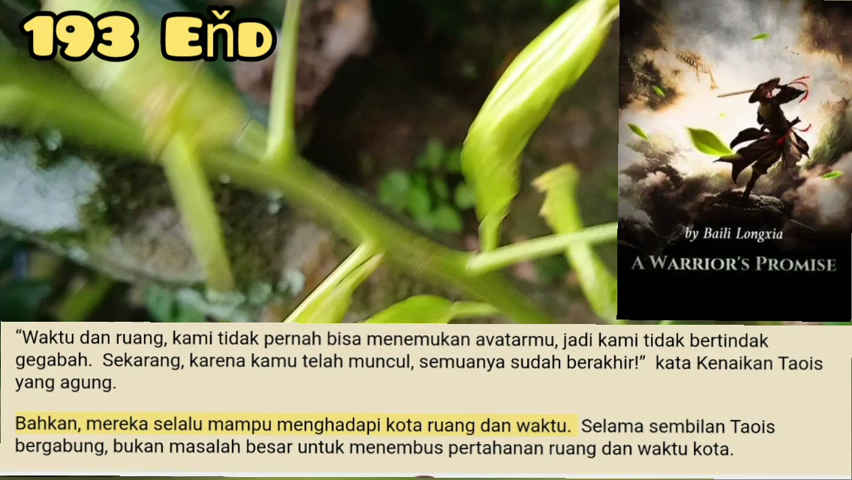 193 Eňd
by Baili Longxia
A Warrior's Promise
“Waktu dan ruang, kami tidak pernah bisa menemukan avatarmu, jadi kami tidak bertindak
gegabah. Sekarang, karena kamu telah muncul, semuanya sudah berakhir!” kata Kenaikan Taois
yang agung.
Bahkan, mereka selalu mampu menghadapi kota ruang dan waktu. Selama sembilan Taois
bergabung, bukan masalah besar untuk menembus pertahanan ruang dan waktu kota.